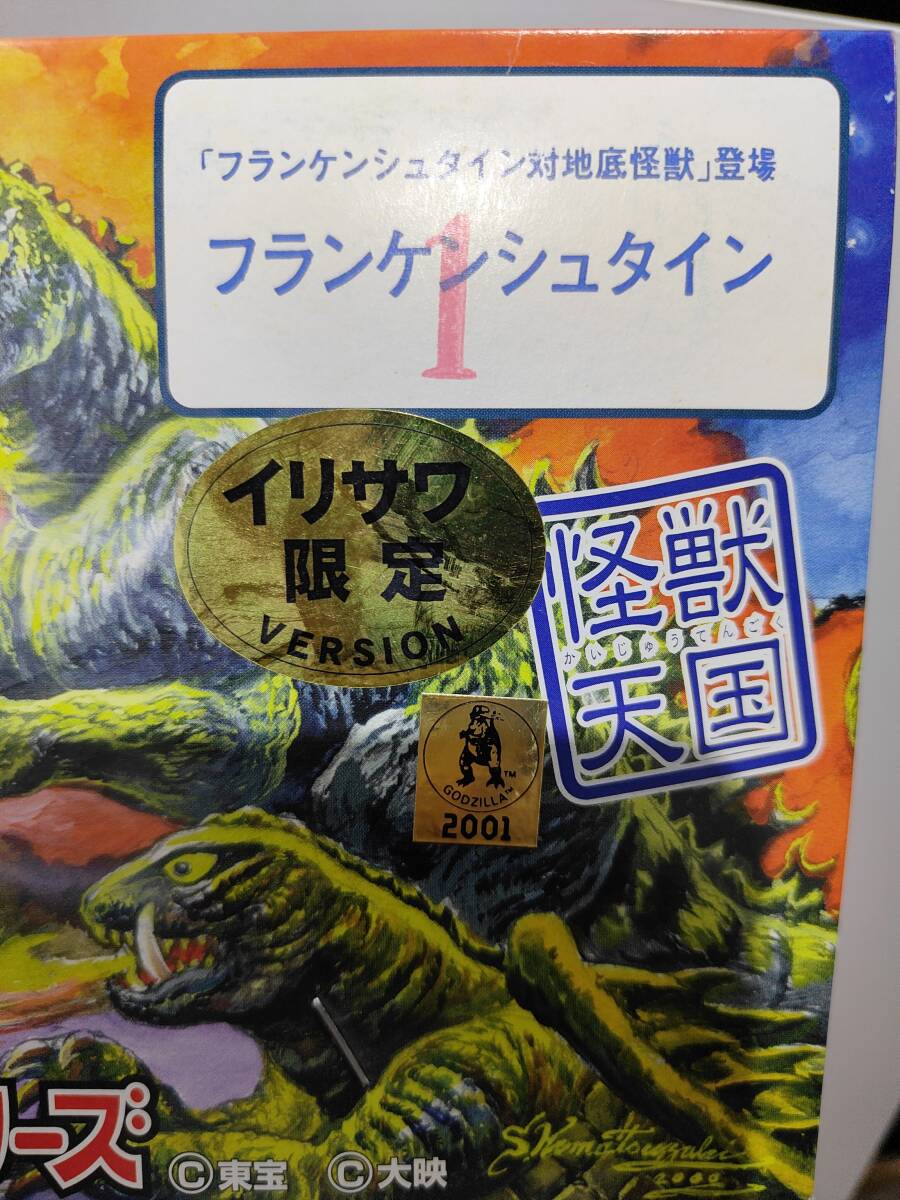 「フランケンシュタイン対地底怪獣」登場
1
フランケンシュタイン
イリサワ
限定
VERSION
怪獣
かいじゅうてんごく
天国
GODZILLA™
2001
リーズ
©東宝 ©大映
2000